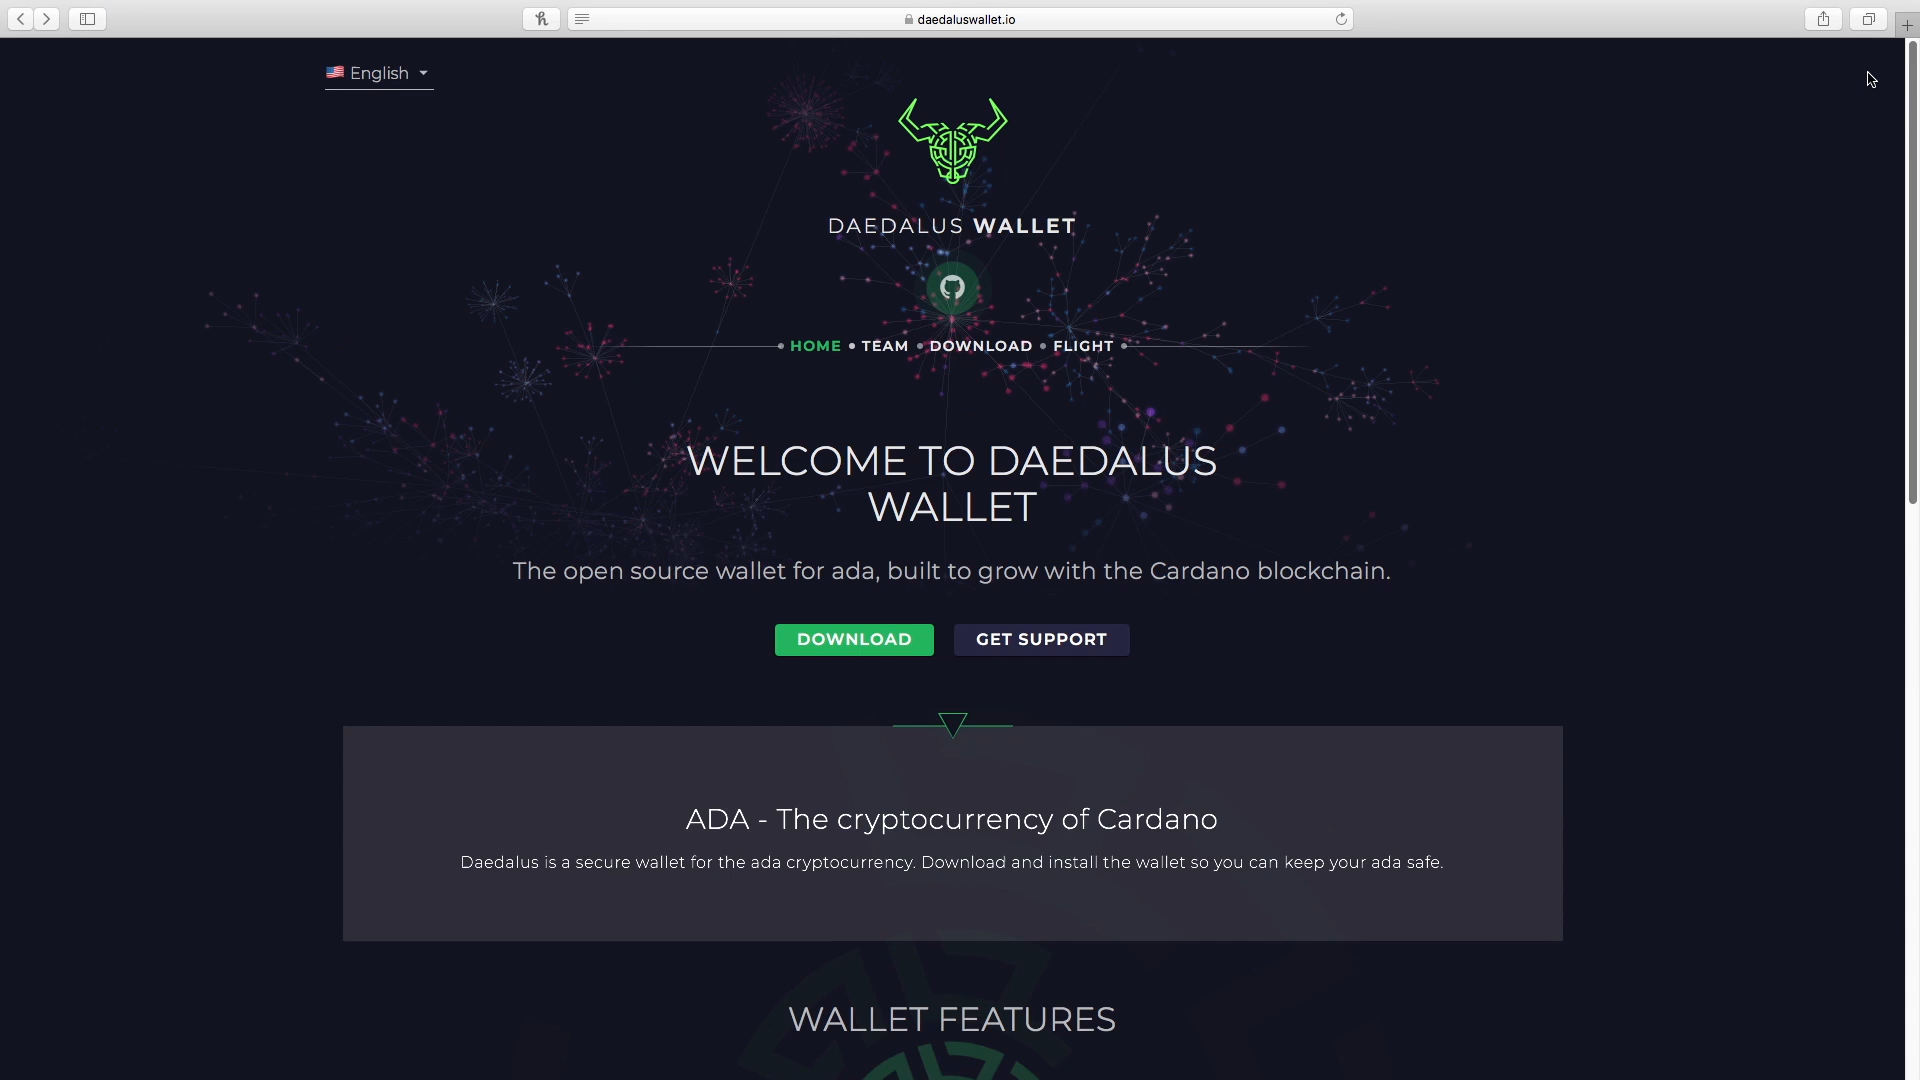 daedaluswallet.io
English
DAEDALUS WALLET
HOME TEAM DOWNLOAD FLIGHT
WELCOME TO DAEDALUS
WALLET
The open source wallet for ada, built to grow with the Cardano blockchain.
DOWNLOAD GET SUPPORT
ADA - The cryptocurrency of Cardano
Daedalus is a secure wallet for the ada cryptocurrency. Download and install the wallet so you can keep your ada safe.
WALLET FEATURES